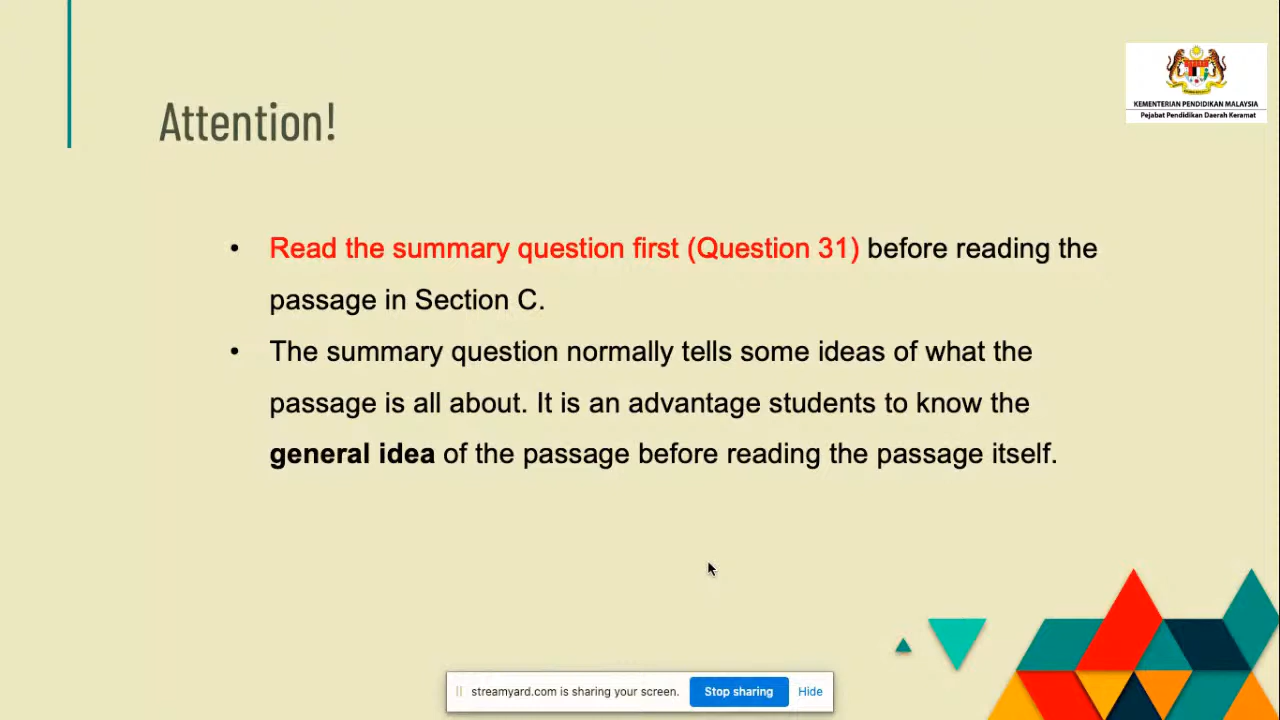 KEMENTERIAN PENDIDIKAN MALAYSIA
Pejabat Pendidikan Daerah Keramat
Attention!
• Read the summary question first (Question 31) before reading the
passage in Section C.
• The summary question normally tells some ideas of what the
passage is all about. It is an advantage students to know the
general idea of the passage before reading the passage itself.
streamyard.com is sharing your screen. Stop sharing Hide